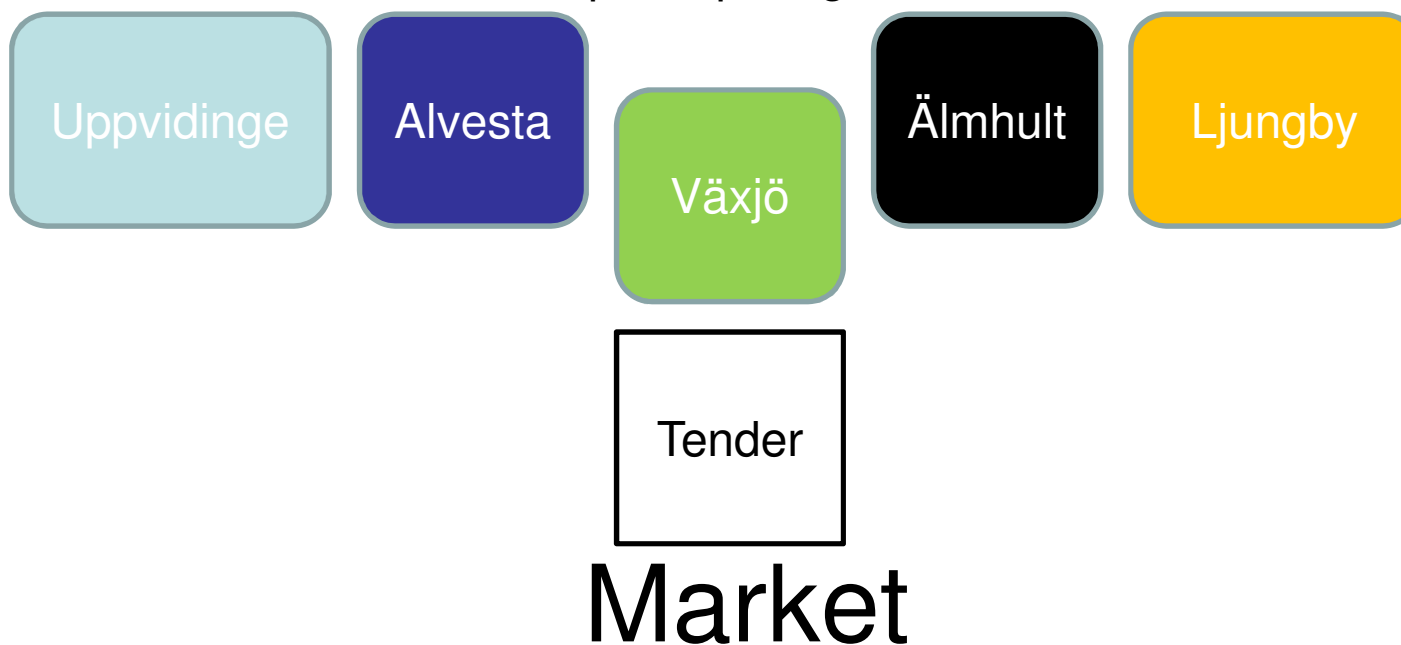 Uppvidinge
Alvesta
Växjö
Älmhult
Ljungby
Tender
Market